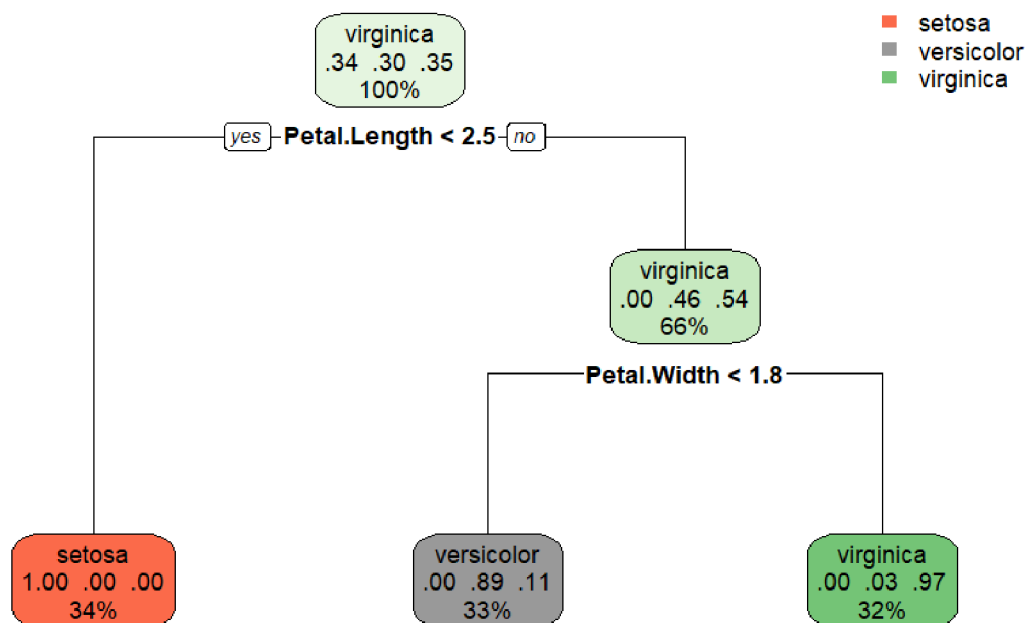 virginica
.34 .30 .35
100%
setosa
versicolor
virginica
yes Petal.Length < 2.5 no
virginica
.00 .46 .54
66%
Petal.Width < 1.8
setosa
1.00 .00 .00
34%
versicolor
.00 .89 .11
33%
virginica
.00 .03 .97
32%